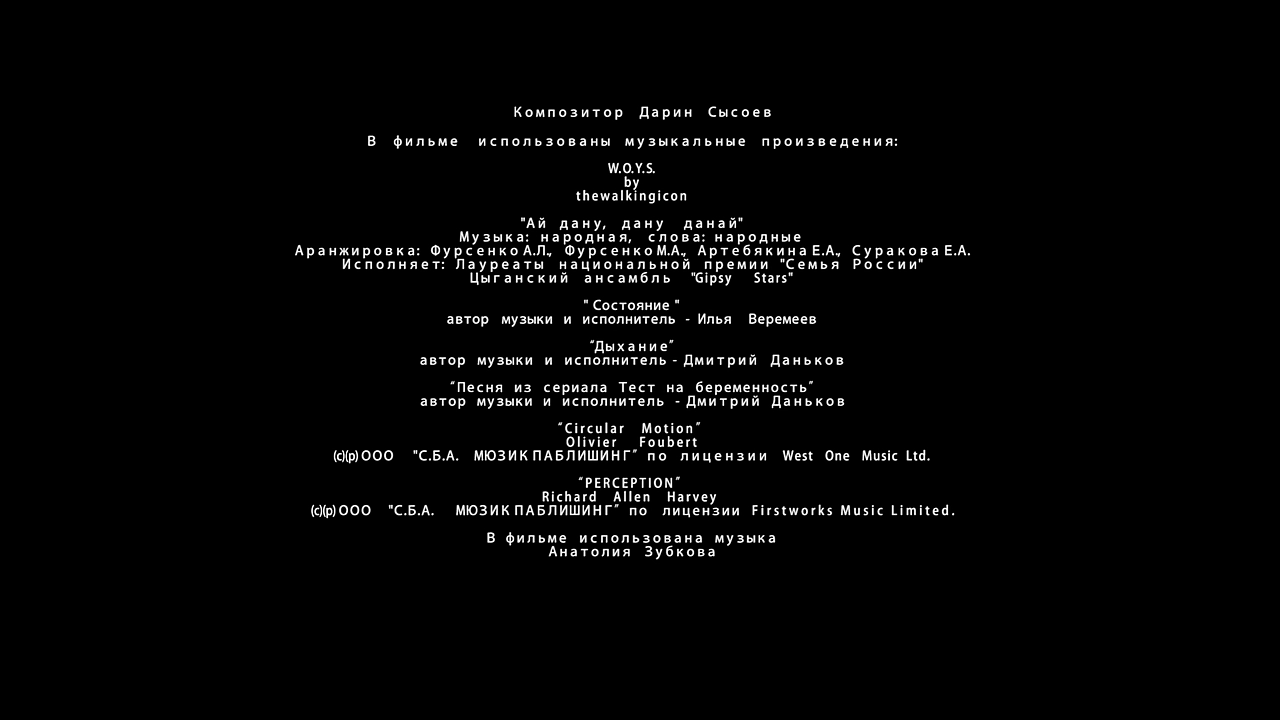 Композитор Дарин Сысоев
В фильме использованы музыкальные произведения:
W.O.Y.S.
by
thewalkingicon
"Ай дану, дану данай"
Музыка: народная, слова: народные
Аранжировка: Фурсенко А.Л., Фурсенко М.А., Артебякина Е.А., Суракова Е.А.
Исполняет: Лауреаты национальной премии "Семья России"
Цыганский ансамбль "Gipsy Stars"
" Состояние "
автор музыки и исполнитель - Илья Веремеев
“Дыхание”
автор музыки и исполнитель - Дмитрий Даньков
“Песня из сериала Тест на беременность”
автор музыки и исполнитель - Дмитрий Даньков
“Circular Motion”
Olivier Foubert
(c)(p) ООО "С.Б.А. МЮЗИК ПАБЛИШИНГ” по лицензии West One Music Ltd.
“PERCEPTION”
Richard Allen Harvey
(c)(p) ООО "С.Б.А. МЮЗИК ПАБЛИШИНГ” по лицензии Firstworks Music Limited.
В фильме использована музыка
Анатолия Зубкова